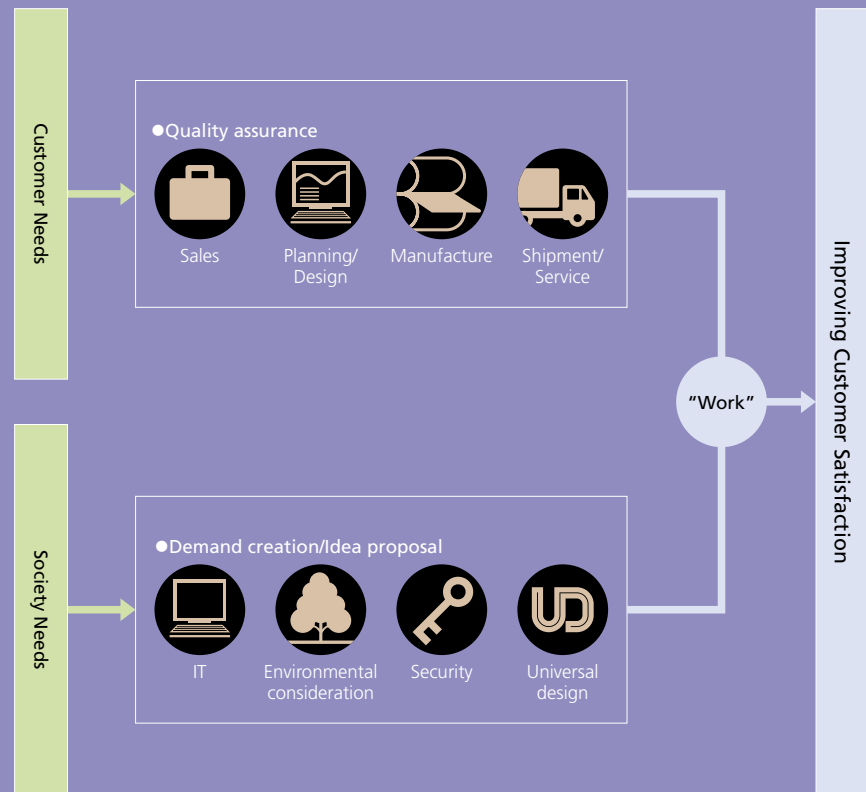 Customer Needs
●Quality assurance
Sales
Planning/
Design
Manufacture
Shipment/
Service
Society Needs
●Demand creation/Idea proposal
IT
Environmental
consideration
Security
UD
Universal
design
“Work”
Improving Customer Satisfaction